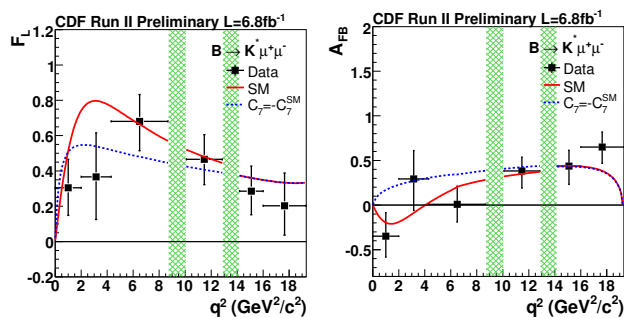 CDF Run II Preliminary L=6.8fb⁻¹
F_L
B → K* μ⁺μ⁻
Data
SM
C₇=-C₇^SM
1.2
1
0.8
0.6
0.4
0.2
0
-0.2
0 2 4 6 8 10 12 14 16 18
q² (GeV²/c²)
CDF Run II Preliminary L=6.8fb⁻¹
A_FB
B → K* μ⁺μ⁻
Data
SM
C₇=-C₇^SM
2
1.5
1
0.5
0
-0.5
0 2 4 6 8 10 12 14 16 18
q² (GeV²/c²)